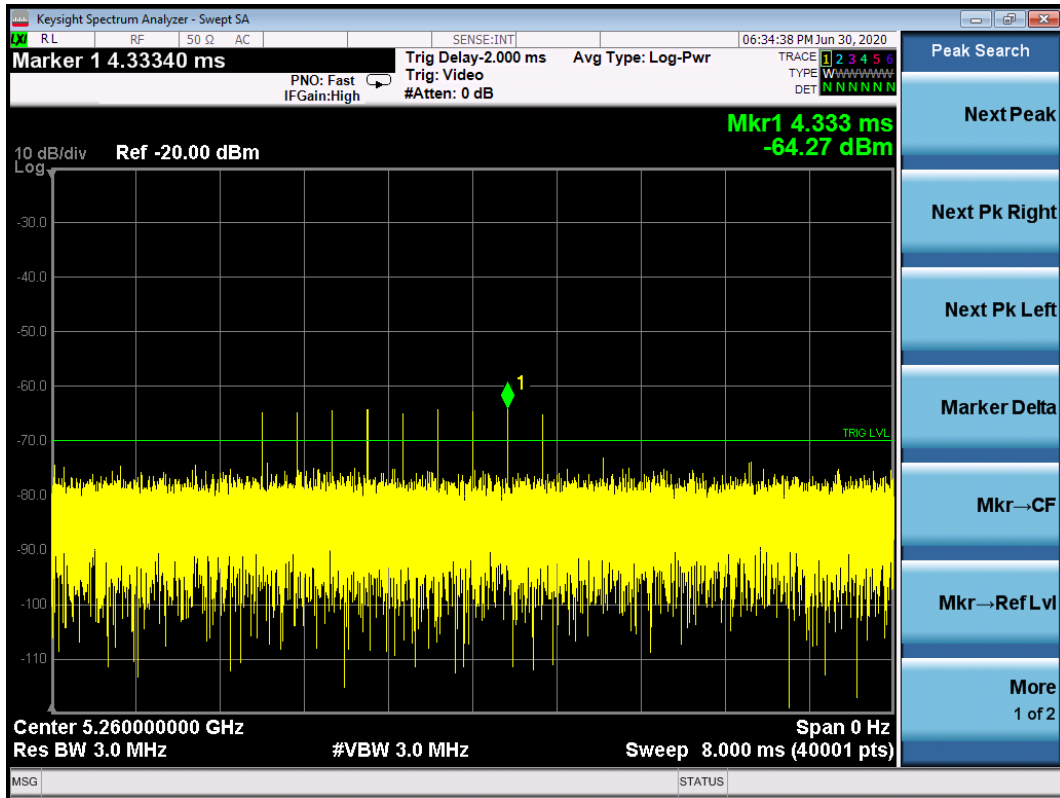 Keysight Spectrum Analyzer - Swept SA
LXI RL RF 50 Ω AC SENSE:INT 06:34:38 PM Jun 30, 2020
Marker 1 4.33340 ms
PNO: Fast
IFGain:High
Trig Delay-2.000 ms
Trig: Video
#Atten: 0 dB
Avg Type: Log-Pwr
TRACE 1 2 3 4 5 6
TYPE WWWWWWW
DET N N N N N N
Mkr1 4.333 ms
-64.27 dBm
10 dB/div Ref -20.00 dBm
Log
-30.0
-40.0
-50.0
-60.0
1
-70.0
TRIG LVL
-80.0
-90.0
-100
-110
Center 5.260000000 GHz Span 0 Hz
Res BW 3.0 MHz #VBW 3.0 MHz Sweep 8.000 ms (40001 pts)
MSG STATUS
Peak Search
Next Peak
Next Pk Right
Next Pk Left
Marker Delta
Mkr→CF
Mkr→Ref Lvl
More
1 of 2